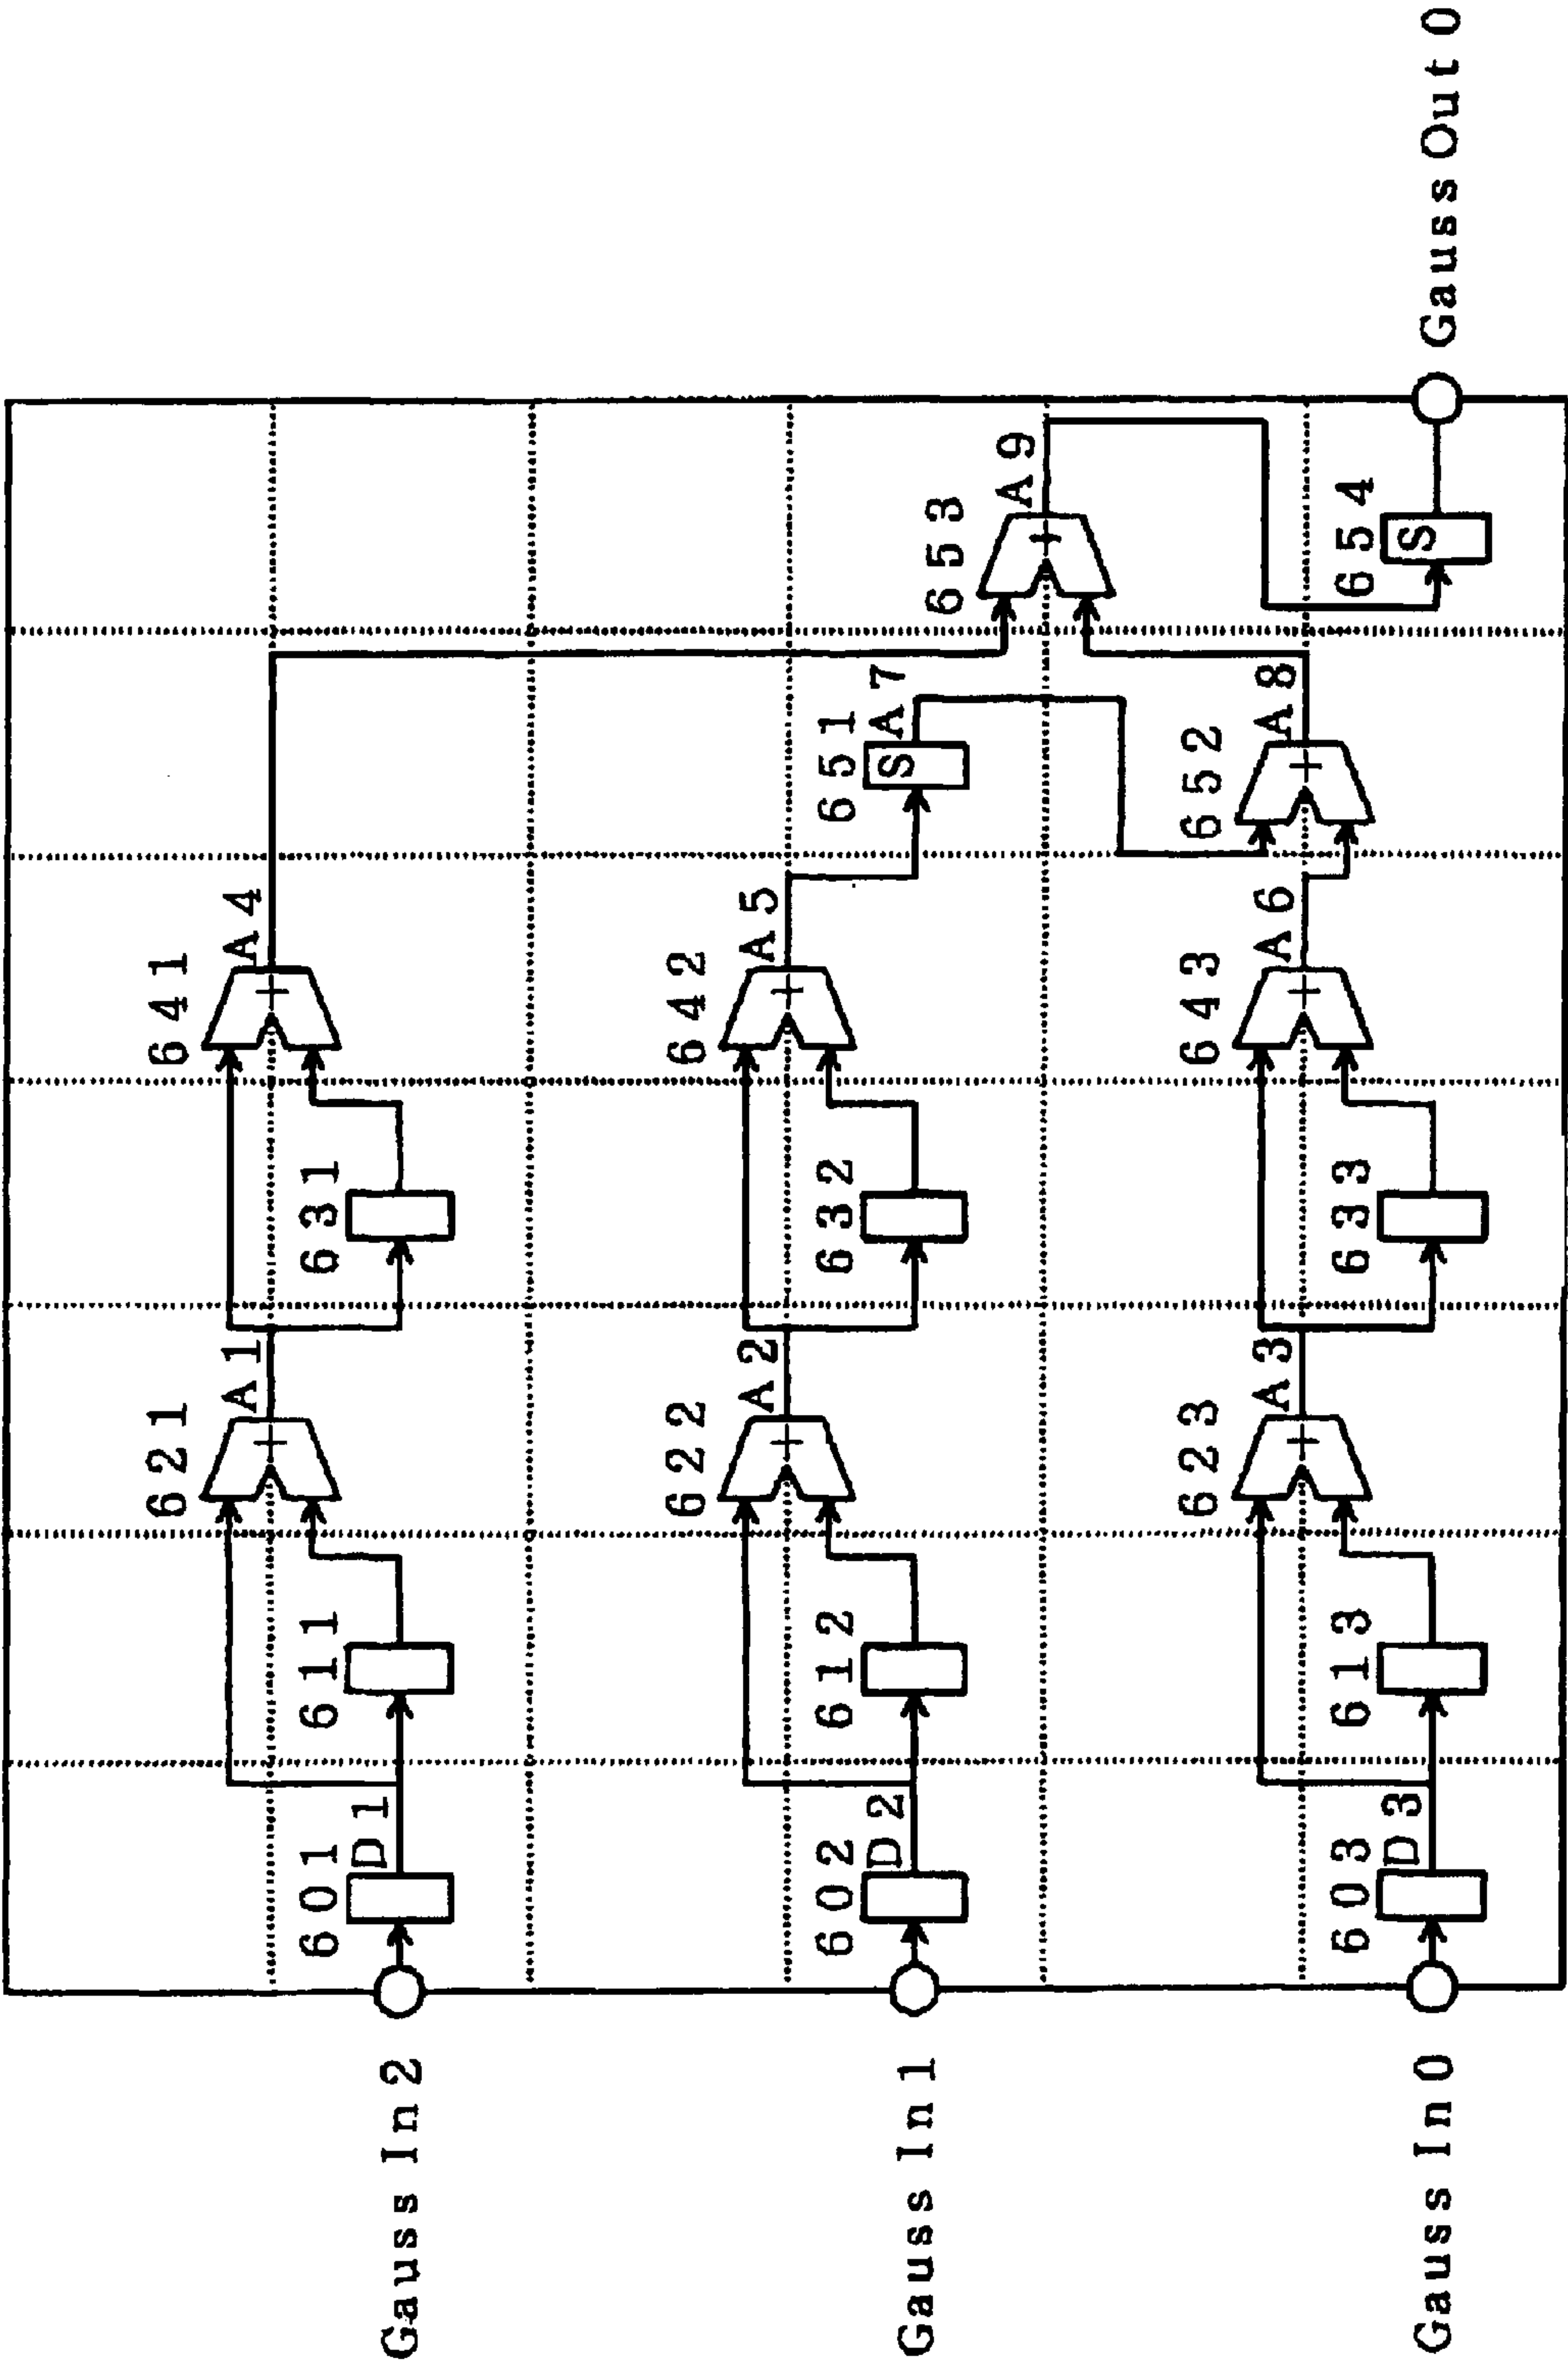 Gauss In 2
Gauss In 1
Gauss In 0
601
D1
602
D2
603
D3
611
612
613
621
A1
622
A2
623
A3
631
632
633
641
+
A4
642
+
A5
643
+
A6
+
+
+
651
S
A7
652
+
A8
653
+
A9
654
S
Gauss Out 0